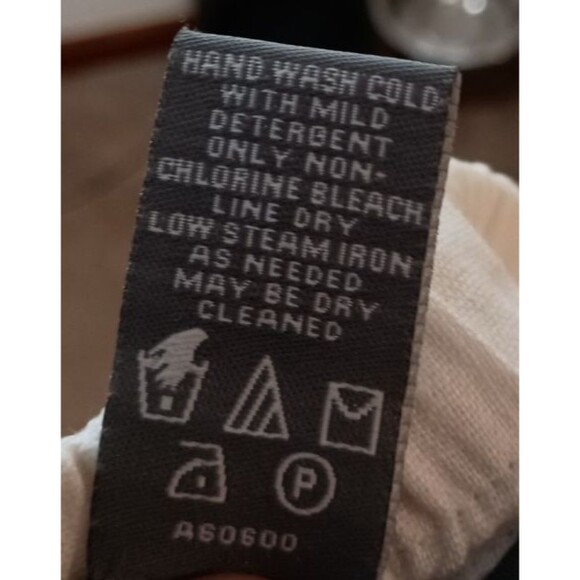 HAND WASH COLD
WITH MILD
DETERGENT
ONLY NON-
CHLORINE BLEACH
LINE DRY
LOW STEAM IRON
AS NEEDED
MAY BE DRY
CLEANED
P
A60600